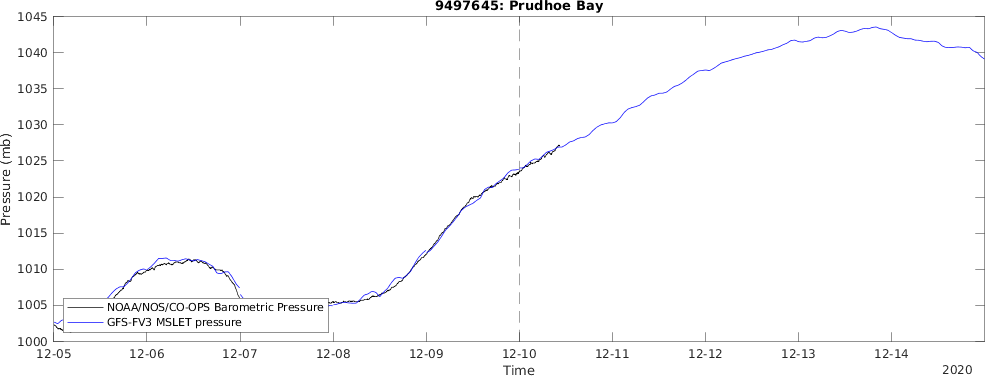 9497645: Prudhoe Bay
1045
1040
1035
1030
1025
1020
1015
1010
1005
1000
Pressure (mb)
NOAA/NOS/CO-OPS Barometric Pressure
GFS-FV3 MSLET pressure
12-05 12-06 12-07 12-08 12-09 12-10 12-11 12-12 12-13 12-14
Time
2020